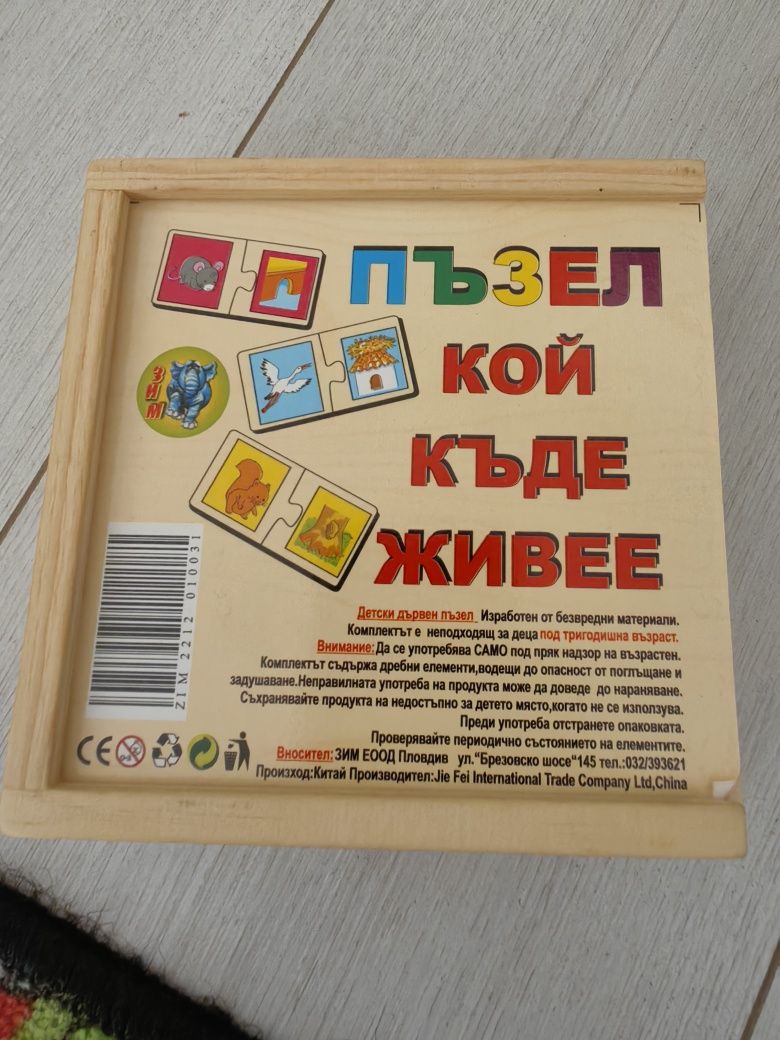 ПЪЗЕЛ
КОЙ
КЪДЕ
ЖИВЕЕ
ЗИМ
ZIM 2212 010031
Детски дървен пъзел Изработен от безвредни материали.
Комплектът е неподходящ за деца под тригодишна възраст.
Внимание: Да се употребява САМО под пряк надзор на възрастен.
Комплектът съдържа дребни елементи,водещи до опасност от поглъщане и
задушаване.Неправилната употреба на продукта може да доведе до нараняване.
Съхранявайте продукта на недостъпно за детето място,когато не се използува.
Преди употреба отстранете опаковката.
Проверявайте периодично състоянието на елементите.
Вносител: ЗИМ ЕООД Пловдив ул."Брезовско шосе"145 тел.:032/393621
Произход:Китай Производител:Jie Fei International Trade Company Ltd,China
CE 0-3